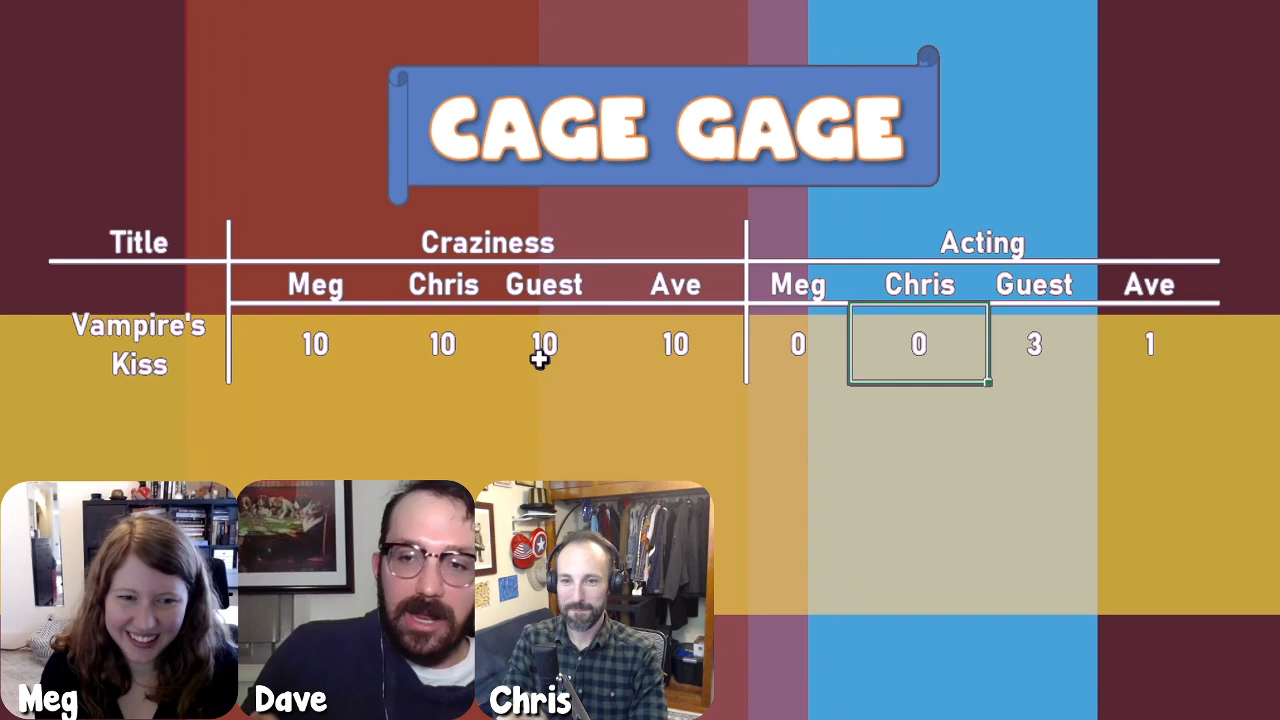 CAGE GAGE
Title Craziness Acting
Meg Chris Guest Ave Meg Chris Guest Ave
Vampire's
Kiss 10 10 10 10 0 0 3 1
Meg Dave Chris